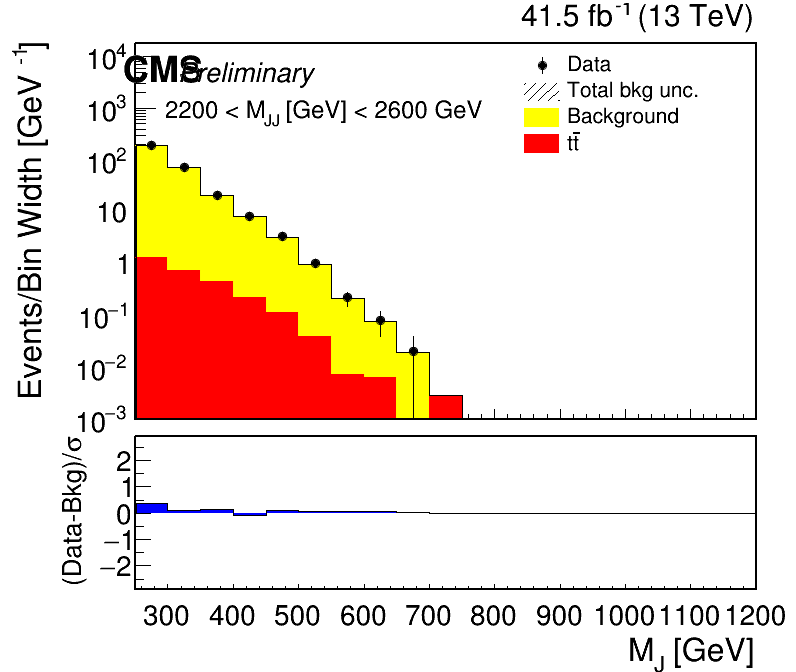 41.5 fb⁻¹ (13 TeV)
CMS Preliminary
2200 < M_JJ [GeV] < 2600 GeV
Data
Total bkg unc.
Background
tt̄
Events/Bin Width [GeV⁻¹]
10⁴
10³
10²
10
1
10⁻¹
10⁻²
10⁻³
(Data-Bkg)/σ
2
1
0
−1
−2
300 400 500 600 700 800 900 1000 1100 1200
M_J [GeV]